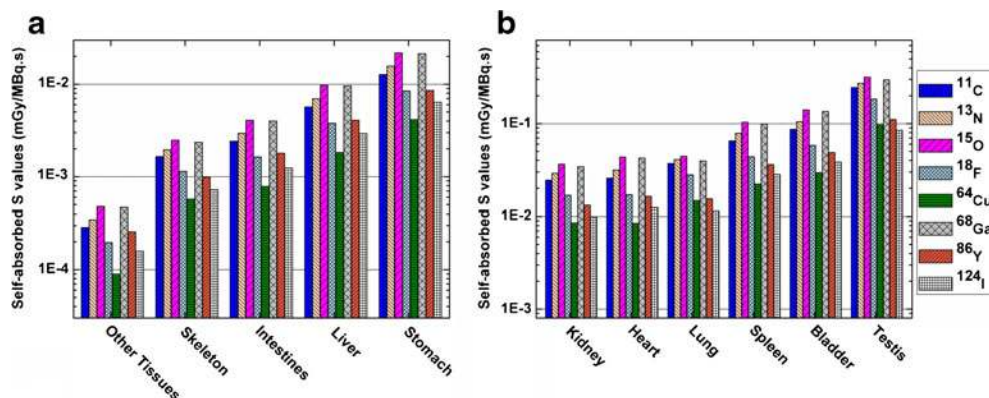 a
Self-absorbed S values (mGy/MBq.s)
1E-2
1E-3
1E-4
Other Tissues
Skeleton
Intestines
Liver
Stomach
b
Self-absorbed S values (mGy/MBq.s)
1E-1
1E-2
1E-3
Kidney
Heart
Lung
Spleen
Bladder
Testis
¹¹C
¹³N
¹⁵O
¹⁸F
⁶⁴Cu
⁶⁸Ga
⁸⁶Y
¹²⁴I